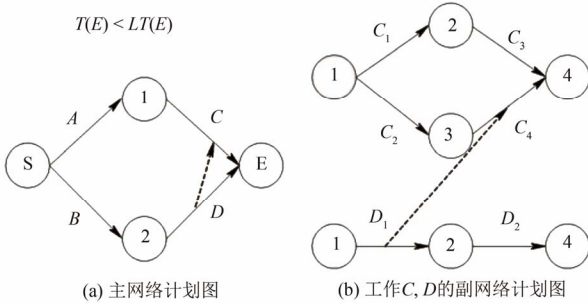 T(E) < LT(E)
S
A
B
1
2
C
D
E
(a) 主网络计划图
1
C₁
C₂
2
3
C₃
C₄
4
1
D₁
2
D₂
4
(b) 工作C, D的副网络计划图